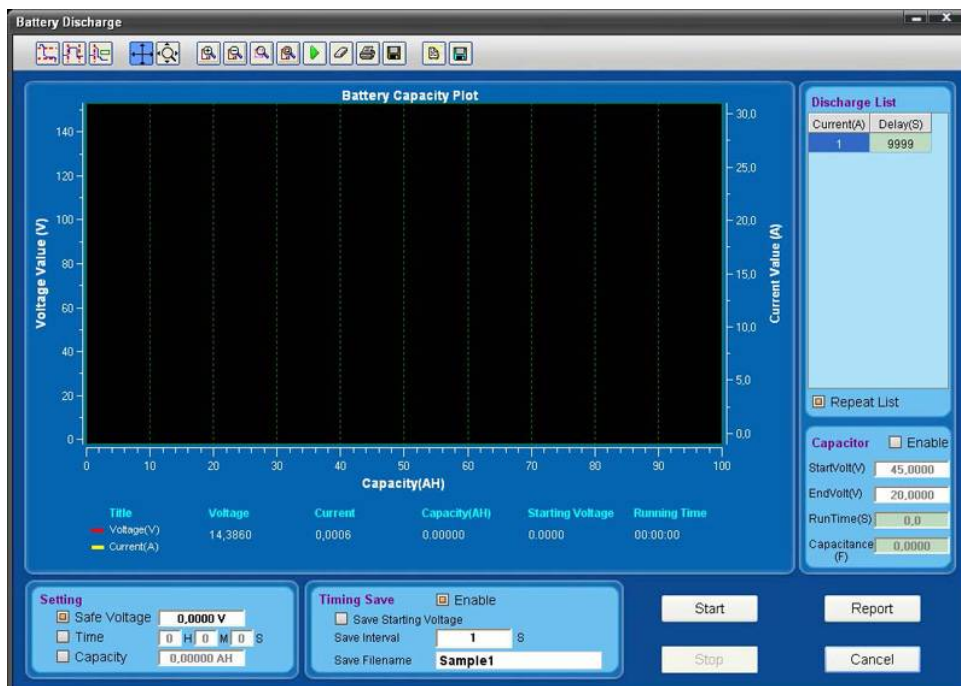 Battery Discharge
Battery Capacity Plot
Voltage Value (V)
140
120
100
80
60
40
20
0
30,0
25,0
20,0
15,0
10,0
5,0
0,0
Current Value (A)
0 10 20 30 40 50 60 70 80 90 100
Capacity(AH)
Title Voltage Current Capacity(AH) Starting Voltage Running Time
Voltage(V) 14,3860 0,0006 0.00000 0.0000 00:00:00
Current(A)
Discharge List
Current(A) Delay(S)
1 9999
Repeat List
Capacitor Enable
StartVolt(V) 45,0000
EndVolt(V) 20,0000
RunTime(S) 0,0
Capacitance 0,0000
(F)
Setting
Safe Voltage 0,0000 V
Time 0 H 0 M 0 S
Capacity 0,00000 AH
Timing Save Enable
Save Starting Voltage
Save Interval 1 S
Save Filename Sample1
Start Report
Stop Cancel